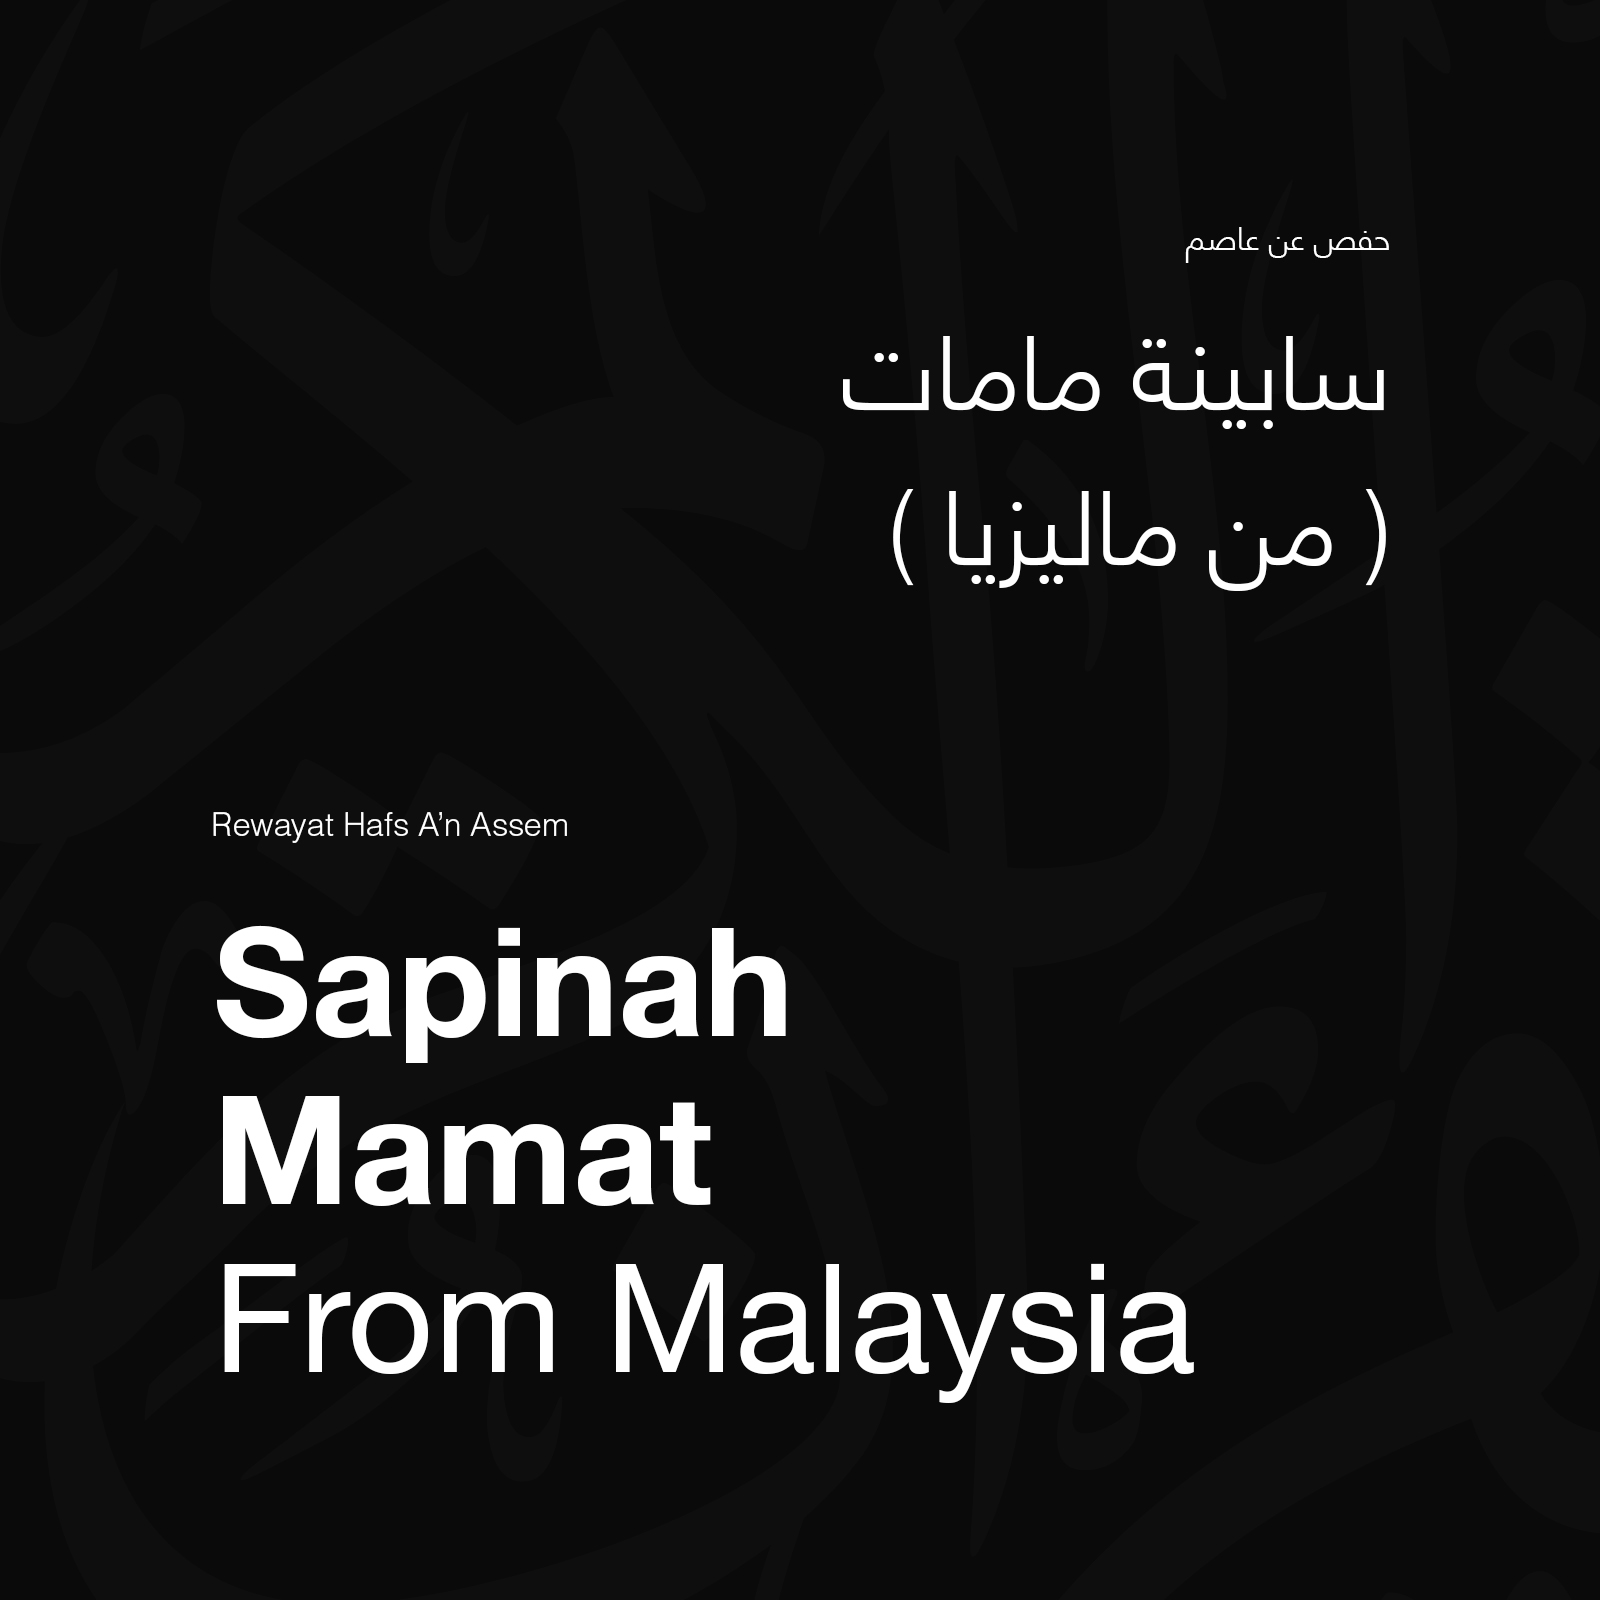 حفص عن عاصم
سابينة مامات
( من ماليزيا )
Rewayat Hafs A’n Assem
Sapinah
Mamat
From Malaysia